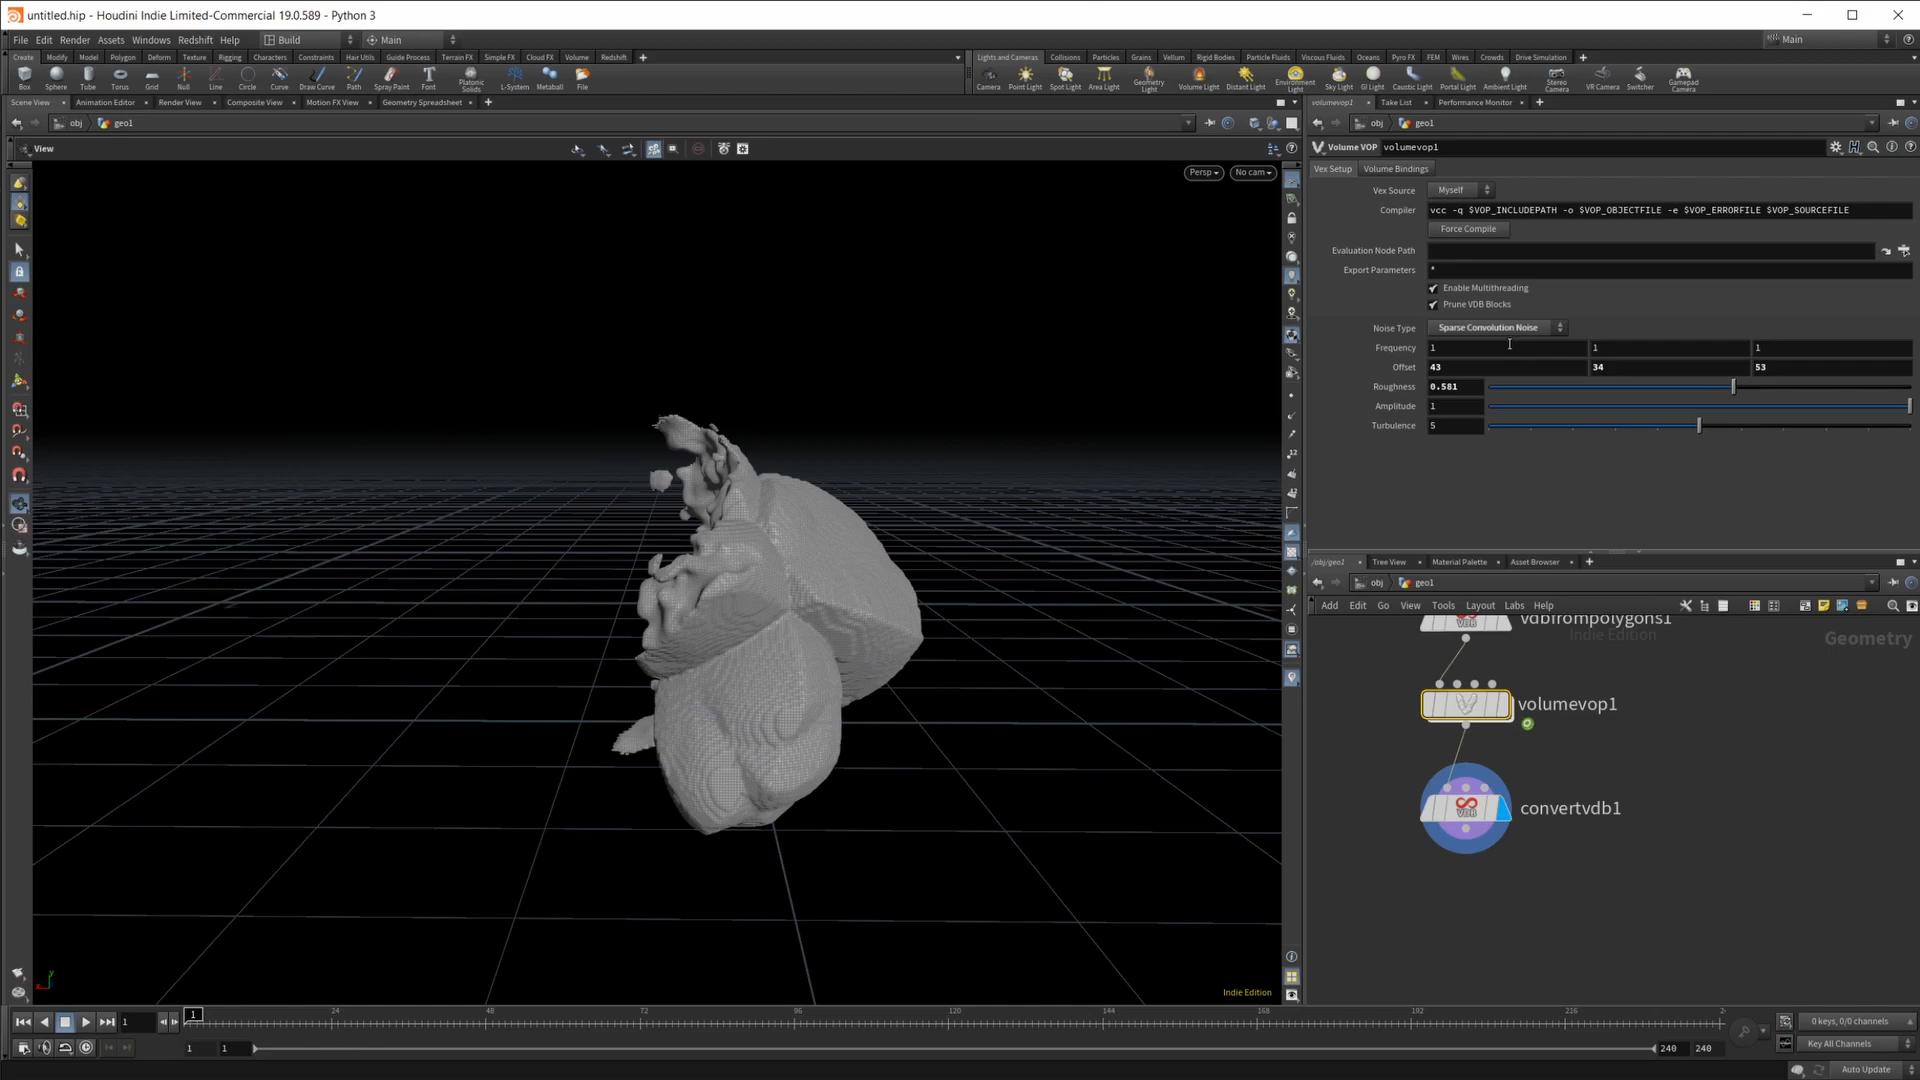 untitled.hip - Houdini Indie Limited-Commercial 19.0.589 - Python 3
File Edit Render Assets Windows Redshift Help Build Main Main
Create Modify Model Polygon Deform Texture Rigging Characters Constraints Hair Utils Guide Process Terrain FX Simple FX Cloud FX Volume Redshift
Lights and Cameras Collisions Particles Grains Vellum Rigid Bodies Particle Fluids Viscous Fluids Oceans Pyro FX FEM Wires Crowds Drive Simulation
Box Sphere Tube Torus Grid Null Line Circle Curve Draw Curve Path Spray Paint Font Platonic Solids L-System Metaball File
Camera Point Light Spot Light Area Light Geometry Light Volume Light Distant Light Environment Light Sky Light GI Light Caustic Light Portal Light Ambient Light Stereo Camera VR Camera Switcher Gamepad Camera
Scene View Animation Editor Render View Composite View Motion FX View Geometry Spreadsheet
volumevop1 Take List Performance Monitor
obj geo1
obj geo1
View
Volume VOP volumevop1
Persp No cam
Vex Setup Volume Bindings
Vex Source Myself
Compiler vcc -q $VOP_INCLUDEPATH -o $VOP_OBJECTFILE -e $VOP_ERRORFILE $VOP_SOURCEFILE
Force Compile
Evaluation Node Path
Export Parameters *
Enable Multithreading
Prune VDB Blocks
Noise Type Sparse Convolution Noise
Frequency 1 1 1
Offset 43 34 53
Roughness 0.581
Amplitude 1
Turbulence 5
/obj/geo1 Tree View Material Palette Asset Browser
obj geo1
Add Edit Go View Tools Layout Labs Help
VDB vdbfrompolygons1
Indie Edition
Geometry
volumevop1
VDB convertvdb1
Indie Edition
1 1 24 48 72 96 120 144 168 192 216 2
0 keys, 0/0 channels
1 1 240 240
Key All Channels
Auto Update